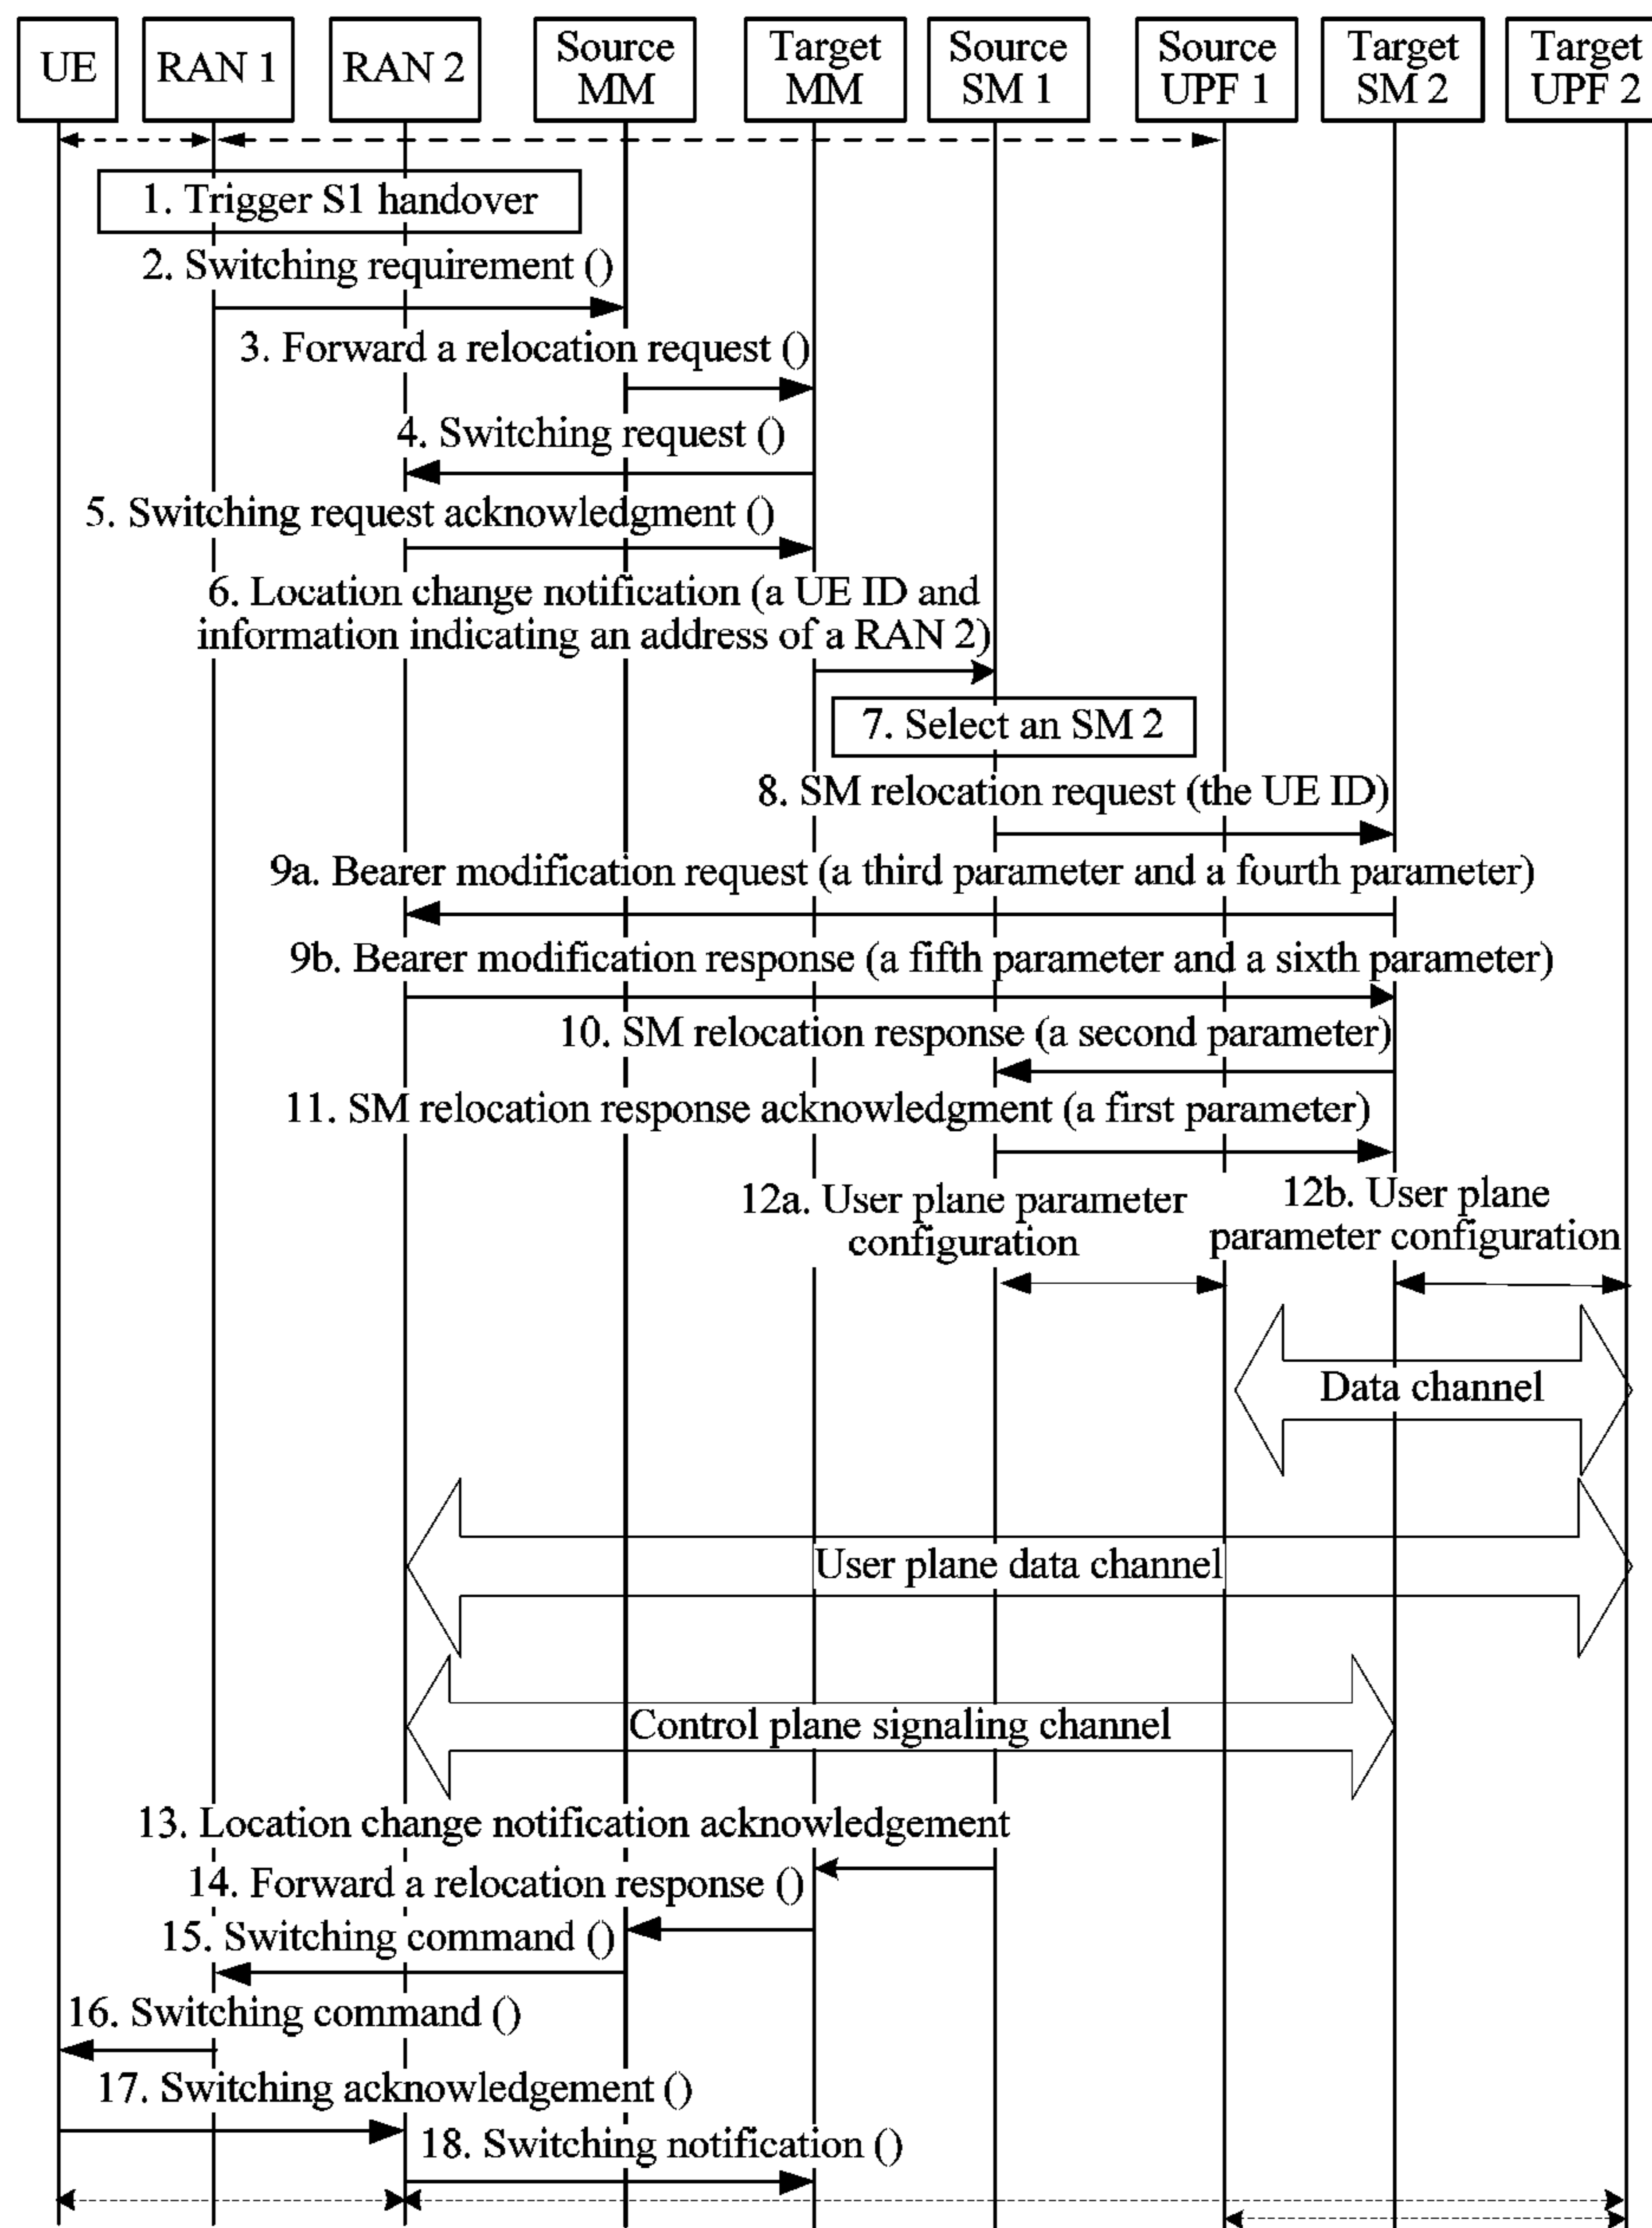 UE
RAN 1
RAN 2
Source
MM
Target
MM
Source
SM 1
Source
UPF 1
Target
SM 2
Target
UPF 2
1. Trigger S1 handover
2. Switching requirement ()
3. Forward a relocation request ()
4. Switching request ()
5. Switching request acknowledgment ()
6. Location change notification (a UE ID and
information indicating an address of a RAN 2)
7. Select an SM 2
8. SM relocation request (the UE ID)
9a. Bearer modification request (a third parameter and a fourth parameter)
9b. Bearer modification response (a fifth parameter and a sixth parameter)
10. SM relocation response (a second parameter)
11. SM relocation response acknowledgment (a first parameter)
12a. User plane parameter
configuration
12b. User plane
parameter configuration
Data channel
User plane data channel
Control plane signaling channel
13. Location change notification acknowledgement
14. Forward a relocation response ()
15. Switching command ()
16. Switching command ()
17. Switching acknowledgement ()
18. Switching notification ()